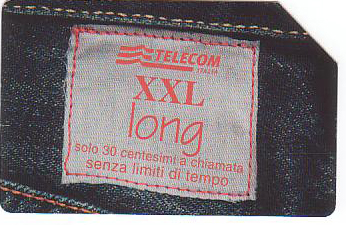 TELECOM
ITALIA
XXL
long
solo 30 centesimi a chiamata
senza limiti di tempo